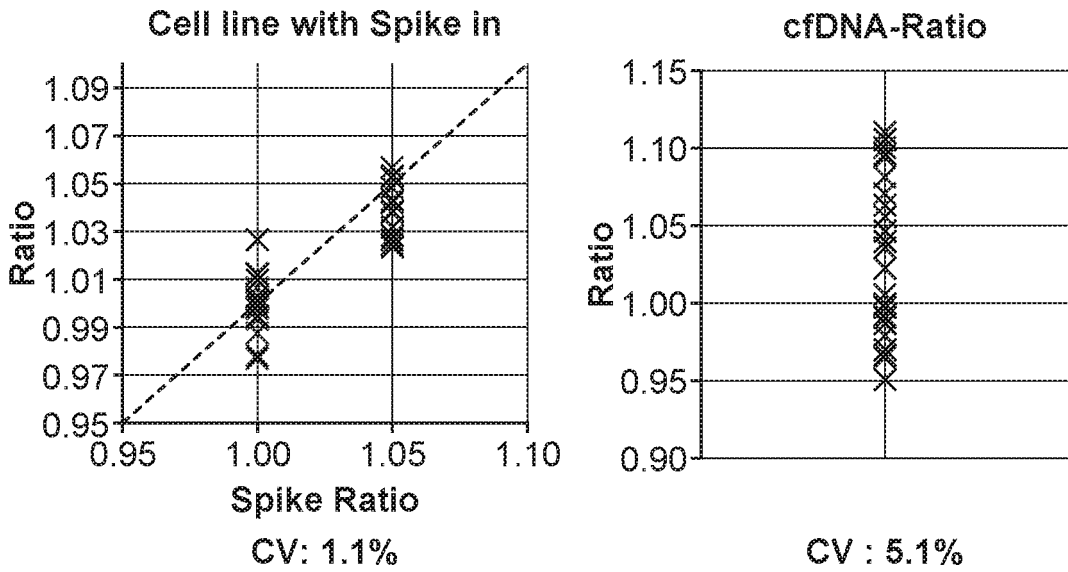 Cell line with Spike in
Ratio
1.09
1.07
1.05
1.03
1.01
0.99
0.97
0.95
0.95 1.00 1.05 1.10
Spike Ratio
CV: 1.1%
cfDNA-Ratio
Ratio
1.15
1.10
1.05
1.00
0.95
0.90
CV : 5.1%